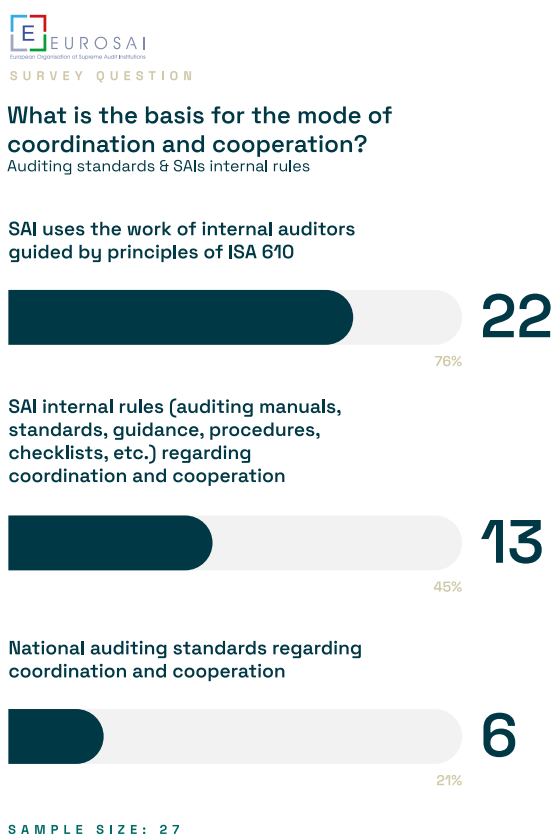 E EUROSAI
European Organisation of Supreme Audit Institutions
SURVEY QUESTION
What is the basis for the mode of
coordination and cooperation?
Auditing standards & SAIs internal rules
SAI uses the work of internal auditors
guided by principles of ISA 610
22
76%
SAI internal rules (auditing manuals,
standards, guidance, procedures,
checklists, etc.) regarding
coordination and cooperation
13
45%
National auditing standards regarding
coordination and cooperation
6
21%
SAMPLE SIZE: 27